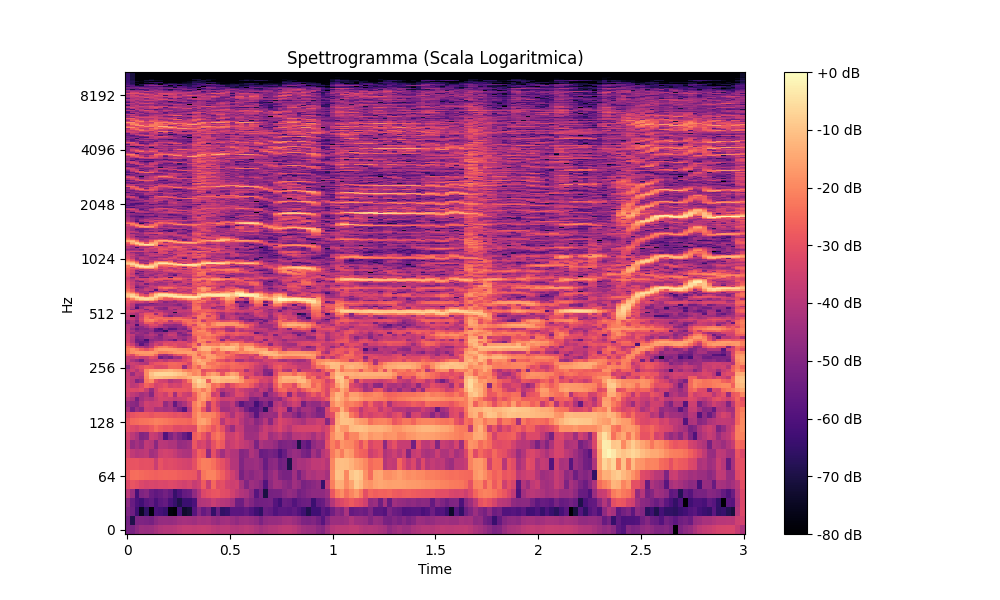 Spettrogramma (Scala Logaritmica)
8192
4096
2048
1024
512
256
128
64
0
Hz
0
0.5
1
1.5
2
2.5
3
Time
+0 dB
-10 dB
-20 dB
-30 dB
-40 dB
-50 dB
-60 dB
-70 dB
-80 dB